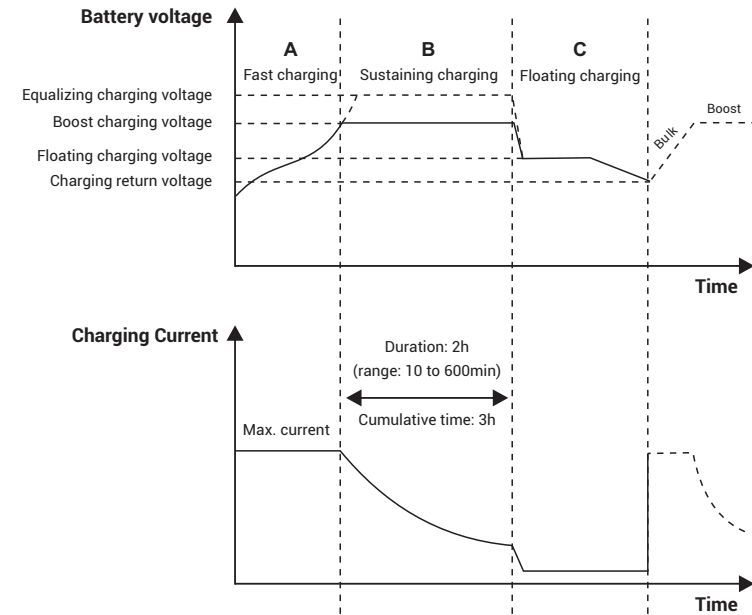 Battery voltage
A
B
C
Fast charging
Sustaining charging
Floating charging
Equalizing charging voltage
Boost charging voltage
Floating charging voltage
Charging return voltage
Bulk
Boost
Time
Charging Current
Duration: 2h
(range: 10 to 600min)
Cumulative time: 3h
Max. current
Time